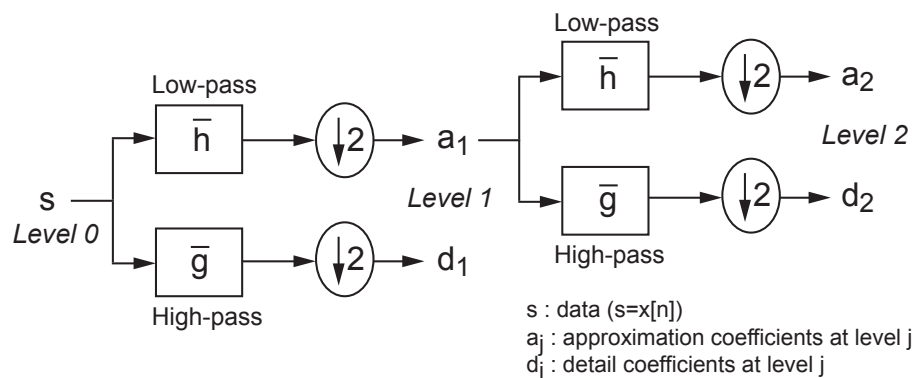 Low-pass
h̅
↓2
a₂
Low-pass
h̅
↓2
a₁
Level 2
s
Level 0
Level 1
g̅
↓2
d₂
High-pass
g̅
↓2
d₁
High-pass
s : data (s=x[n])
aⱼ : approximation coefficients at level j
dⱼ : detail coefficients at level j